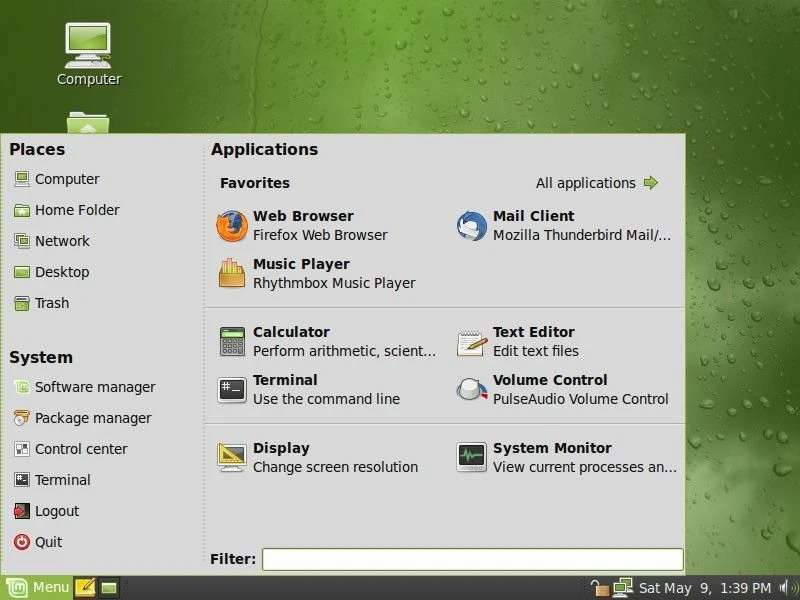 Computer
Places
Computer
Home Folder
Network
Desktop
Trash
System
Software manager
Package manager
Control center
Terminal
Logout
Quit
Applications
Favorites
All applications
Web Browser
Firefox Web Browser
Mail Client
Mozilla Thunderbird Mail/...
Music Player
Rhythmbox Music Player
Calculator
Perform arithmetic, scient...
Text Editor
Edit text files
Terminal
Use the command line
Volume Control
PulseAudio Volume Control
Display
Change screen resolution
System Monitor
View current processes an...
Filter:
Menu
Sat May  9,  1:39 PM